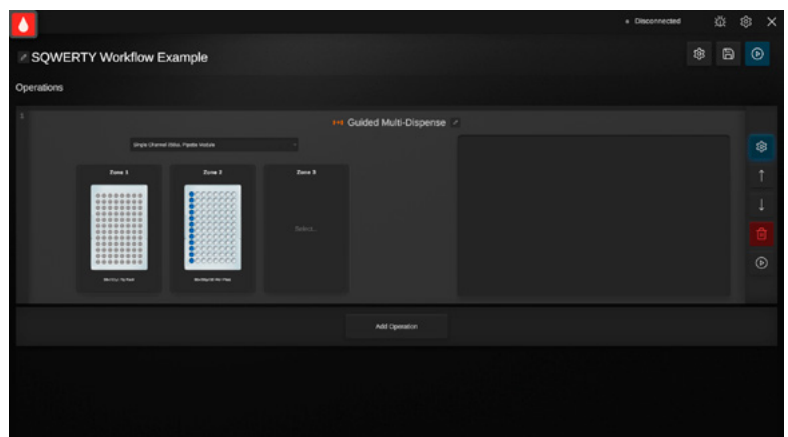 Disconnected
SQWERTY Workflow Example
Operations
1
Guided Multi-Dispense
Zone 1
Zone 2
Zone 3
Select...
Add Operation